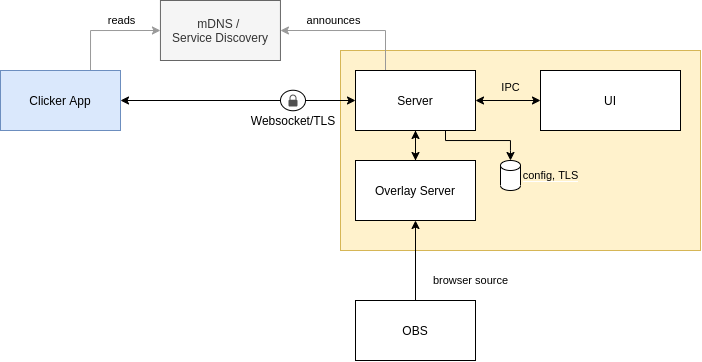 reads
mDNS /
Service Discovery
announces
Clicker App
Websocket/TLS
Server
IPC
UI
Overlay Server
config, TLS
browser source
OBS